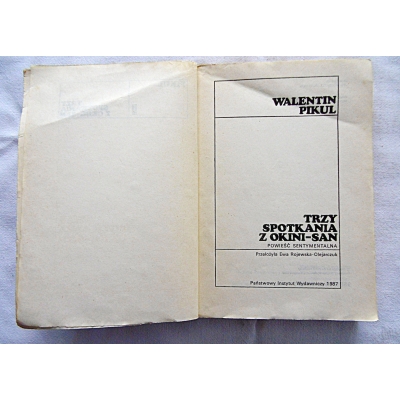 WALENTIN
PIKUL
TRZY
SPOTKANIA
Z OKINI-SAN
POWIEŚĆ SENTYMENTALNA
Przełożyła Ewa Rojewska-Olejarczuk
Państwowy Instytut Wydawniczy 1987